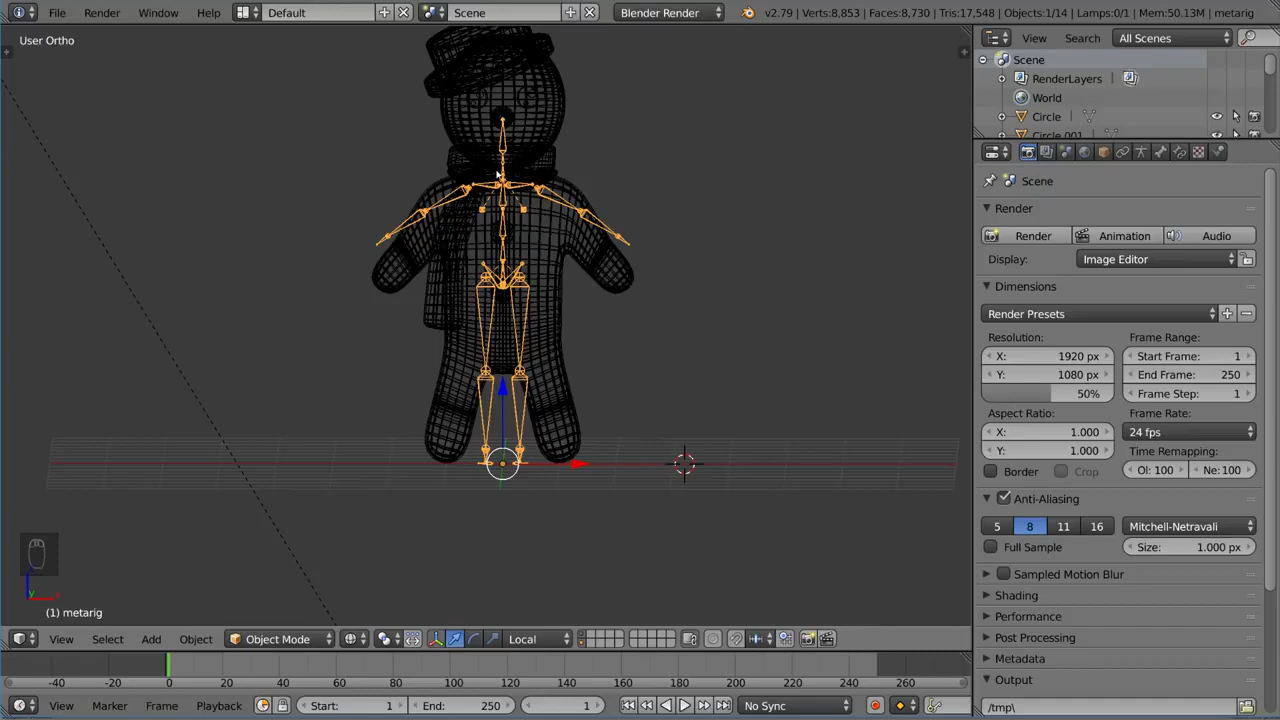 File Render Window Help Default Scene Blender Render v2.79 | Verts:8,853 | Faces:8,730 | Tris:17,548 | Objects:1/14 | Lamps:0/1 | Mem:50.13M | metarig
User Ortho
View Search All Scenes
Scene
RenderLayers
World
Circle
Circle.001
Scene
Render
Render Animation Audio
Display: Image Editor
Dimensions
Render Presets
Resolution: Frame Range:
X: 1920 px Start Frame: 1
Y: 1080 px End Frame: 250
50% Frame Step: 1
Aspect Ratio: Frame Rate:
X: 1.000 24 fps
Y: 1.000 Time Remapping:
Border Crop Ol: 100 Ne: 100
Anti-Aliasing
5 8 11 16 Mitchell-Netravali
Full Sample Size: 1.000 px
Sampled Motion Blur
Shading
Performance
Post Processing
Metadata
Output
/tmp\
y x
(1) metarig
View Select Add Object Object Mode Local
-40 -20 0 20 40 60 80 100 120 140 160 180 200 220 240 260
View Marker Frame Playback Start: 1 End: 250 1 No Sync